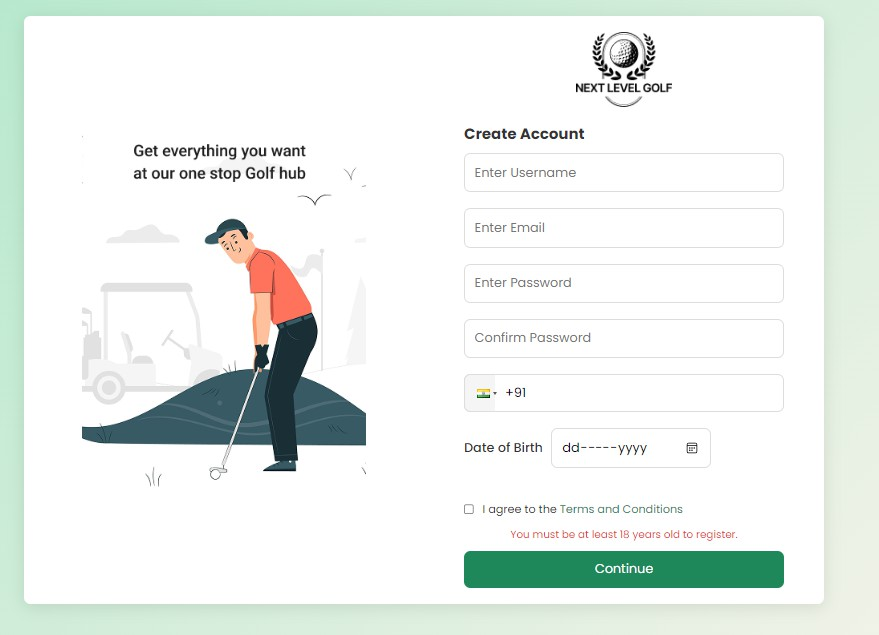 Get everything you want
at our one stop Golf hub
NEXT LEVEL GOLF
Create Account
Enter Username
Enter Email
Enter Password
Confirm Password
+91
Date of Birth dd-----yyyy
I agree to the Terms and Conditions
You must be at least 18 years old to register.
Continue